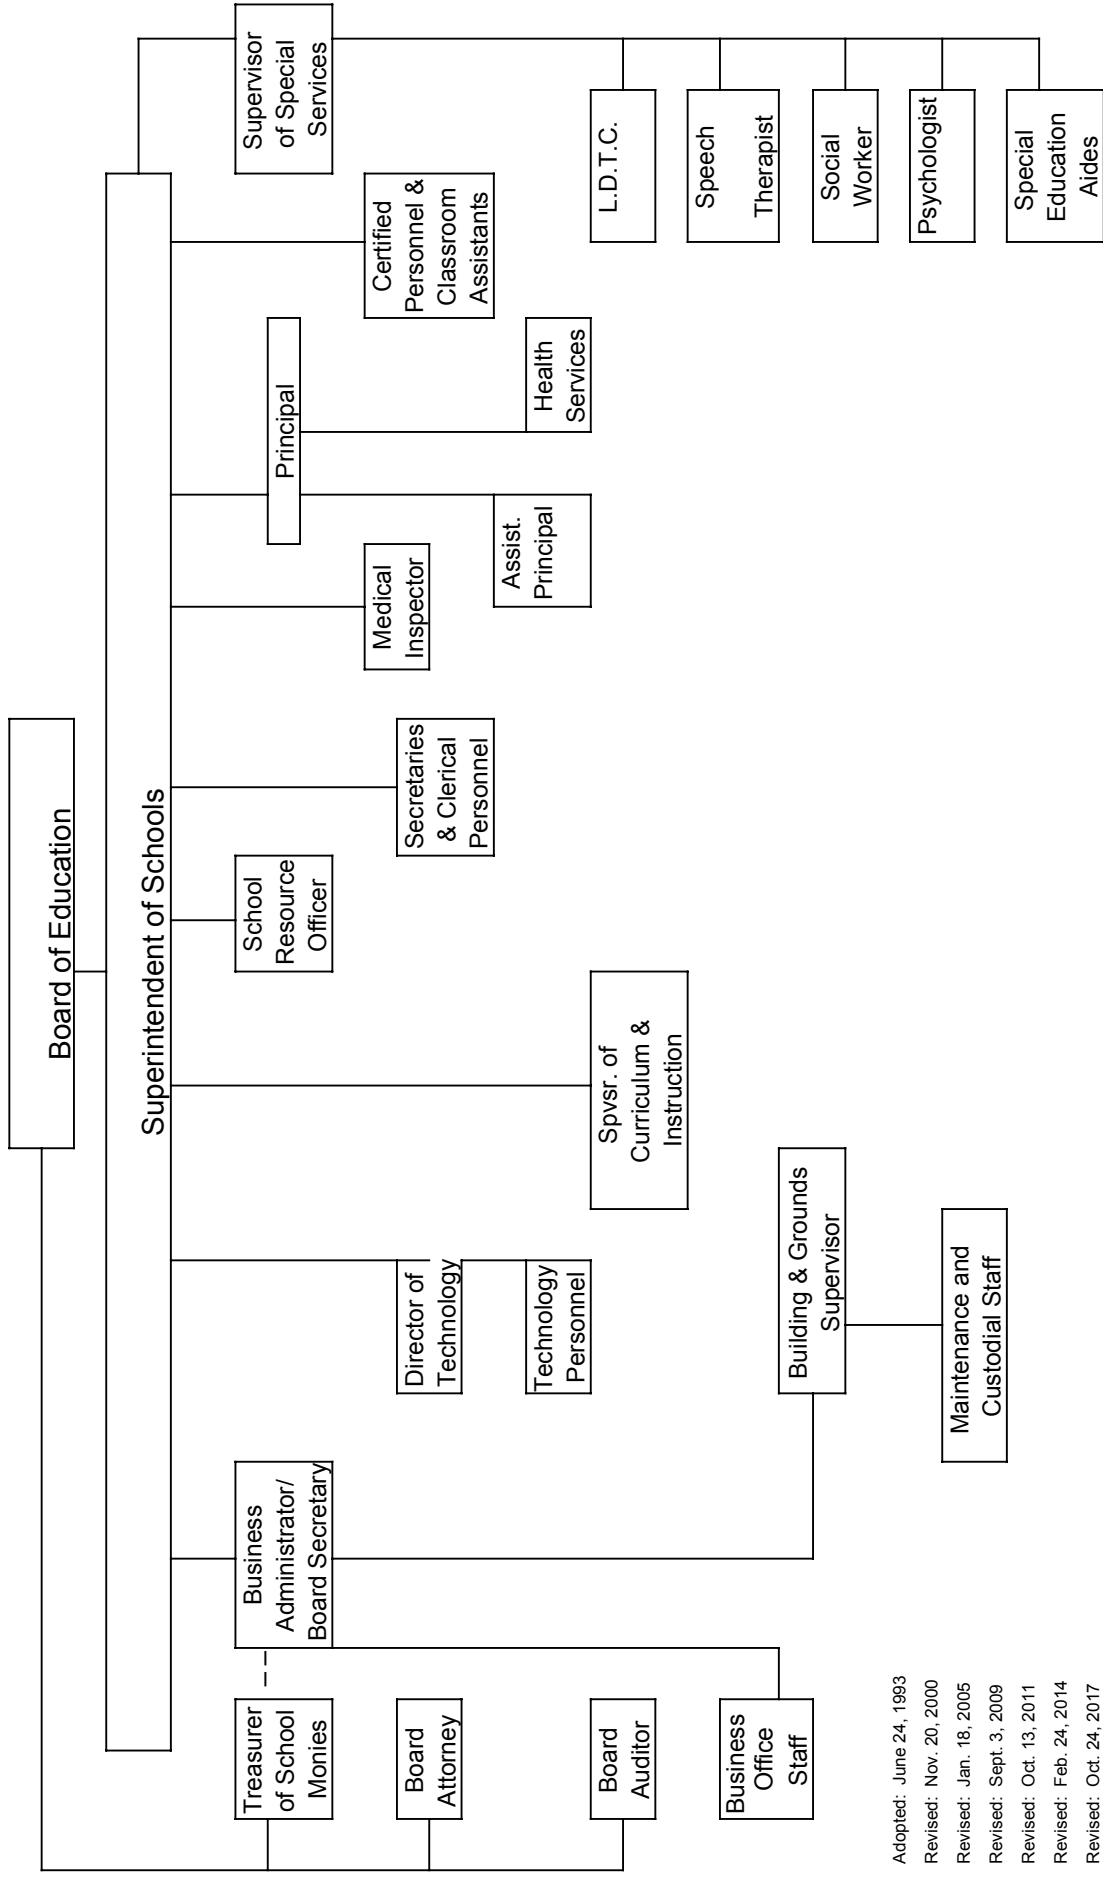 Board of Education
Superintendent of Schools
Treasurer
of School
Monies
Business
Administrator/
Board Secretary
School
Resource
Officer
Principal
Supervisor
of Special
Services
Board
Attorney
Director of
Technology
Secretaries
& Clerical
Personnel
Medical
Inspector
Certified
Personnel &
Classroom
Assistants
Board
Auditor
Technology
Personnel
Spvsr. of
Curriculum &
Instruction
Assist.
Principal
Health
Services
L.D.T.C.
Speech
Therapist
Social
Worker
Psychologist
Special
Education
Aides
Business
Office
Staff
Building & Grounds
Supervisor
Maintenance and
Custodial Staff
Adopted: June 24, 1993
Revised: Nov. 20, 2000
Revised: Jan. 18, 2005
Revised: Sept. 3, 2009
Revised: Oct. 13, 2011
Revised: Feb. 24, 2014
Revised: Oct. 24, 2017